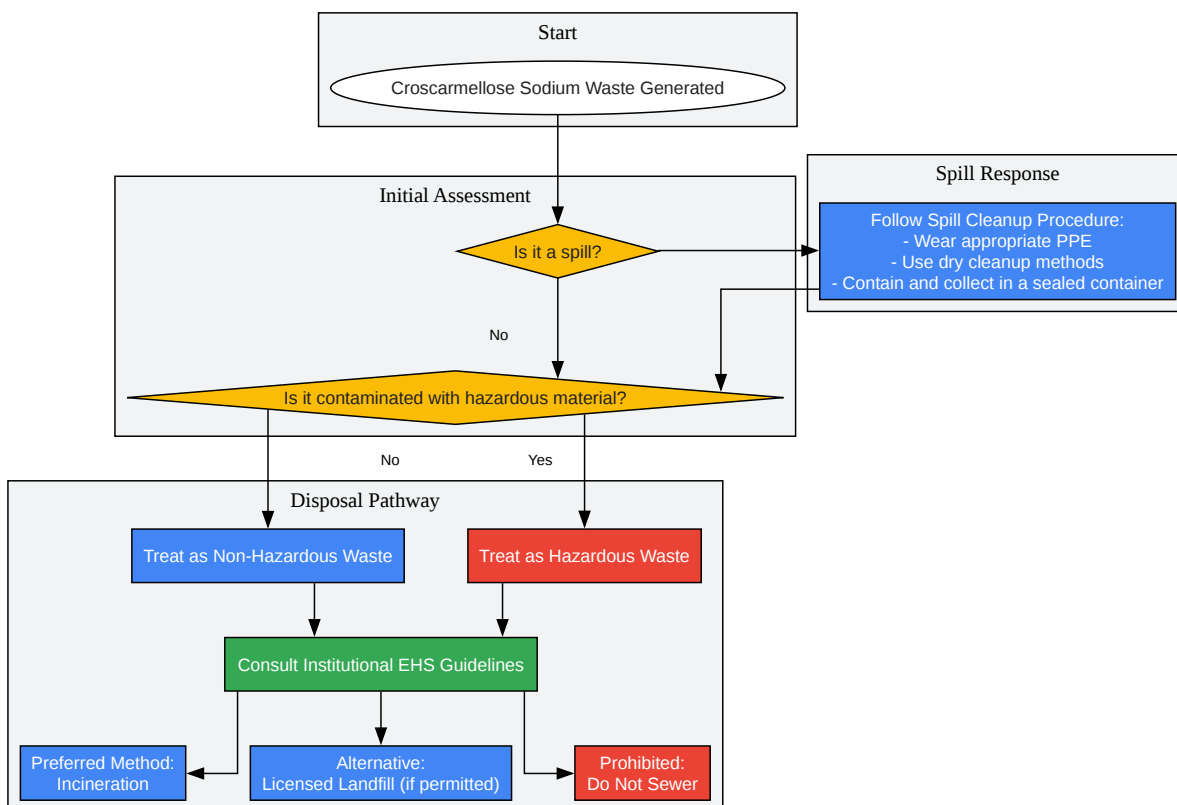 Start
Croscarmellose Sodium Waste Generated
Initial Assessment
Is it a spill?
Spill Response
Follow Spill Cleanup Procedure:
- Wear appropriate PPE
- Use dry cleanup methods
- Contain and collect in a sealed container
No
Is it contaminated with hazardous material?
No
Yes
Disposal Pathway
Treat as Non-Hazardous Waste
Treat as Hazardous Waste
Consult Institutional EHS Guidelines
Preferred Method:
Incineration
Alternative:
Licensed Landfill (if permitted)
Prohibited:
Do Not Sewer